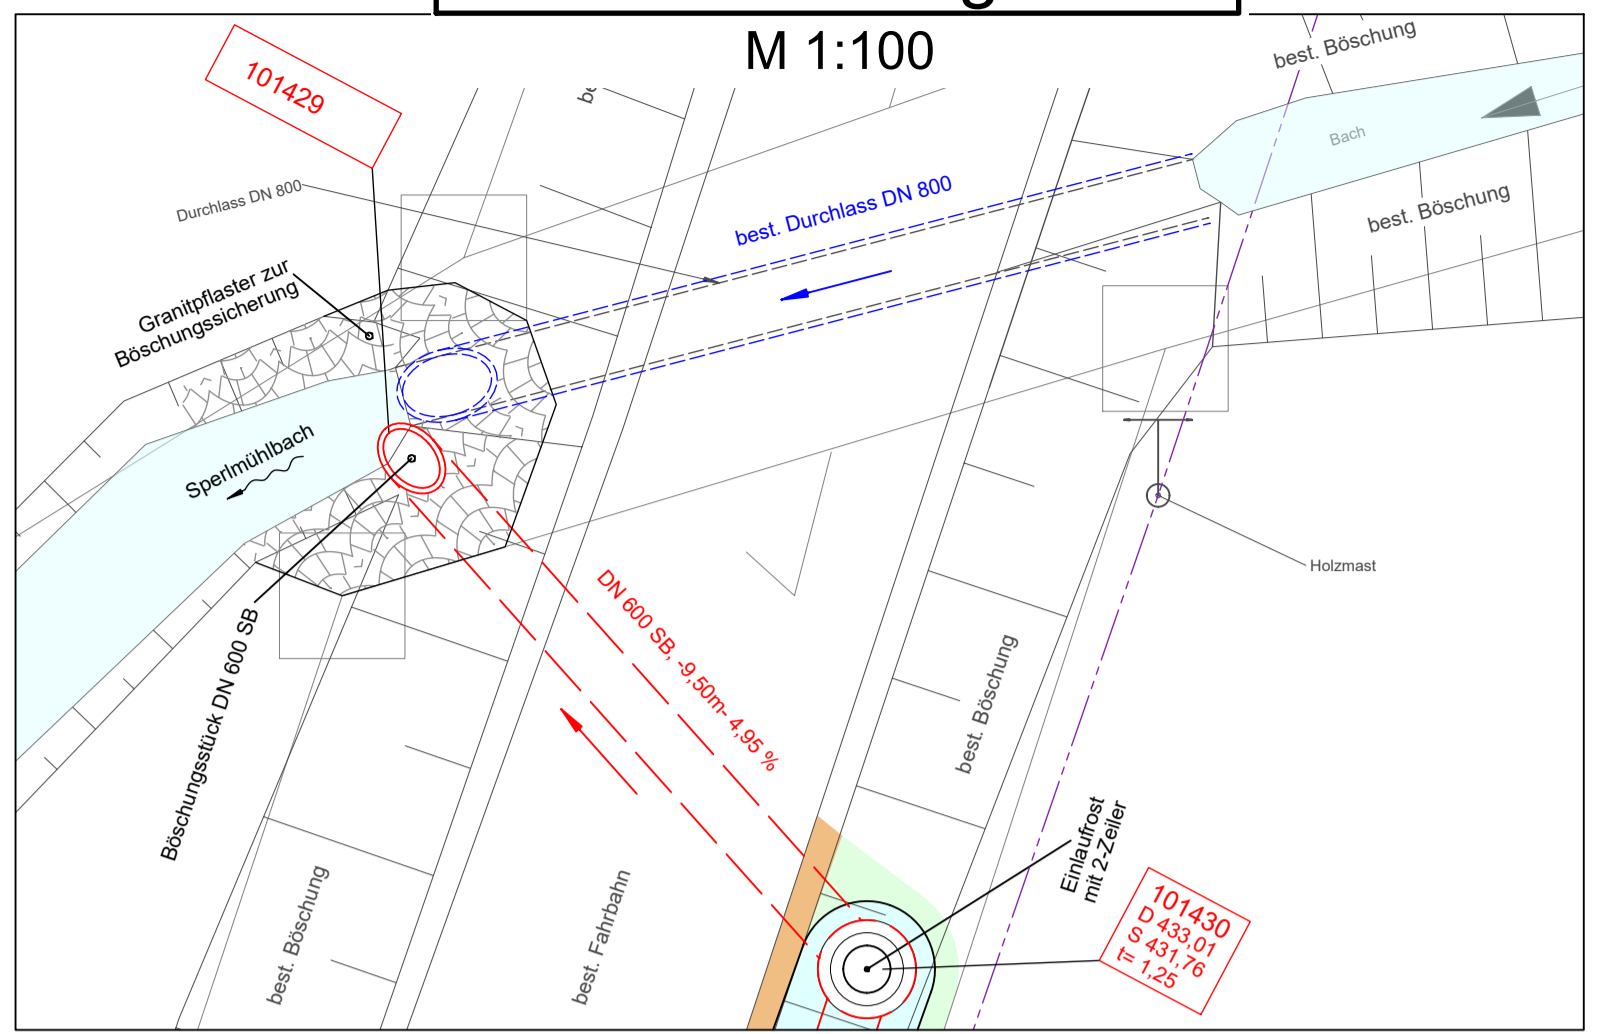 M 1:100
best. Böschung
101429
Bach
Durchlass DN 800
best. Durchlass DN 800
best. Böschung
Granitpflaster zur
Böschungssicherung
Sperlmühlbach
Holzmast
DN 600 SB, -9,50m- 4,95 %
Böschungsstück DN 600 SB
best. Böschung
Einlaufrost
mit 2-Zeiler
best. Böschung
best. Fahrbahn
101430
D 433,01
S 431,76
t= 1,25